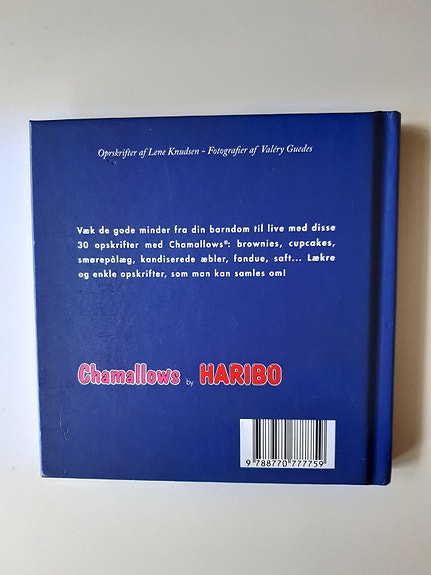 Oprskrifter af Lene Knudsen - Fotografier af Valéry Guedes
Væk de gode minder fra din barndom til live med disse
30 opskrifter med Chamallows®: brownies, cupcakes,
smørepålæg, kandiserede æbler, fondue, saft... Lækre
og enkle opskrifter, som man kan samles om!
Chamallows by HARIBO
9 788770 777759